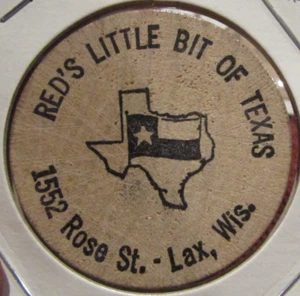 RED'S LITTLE BIT OF TEXAS
1552 Rose St. - Lax, Wis.